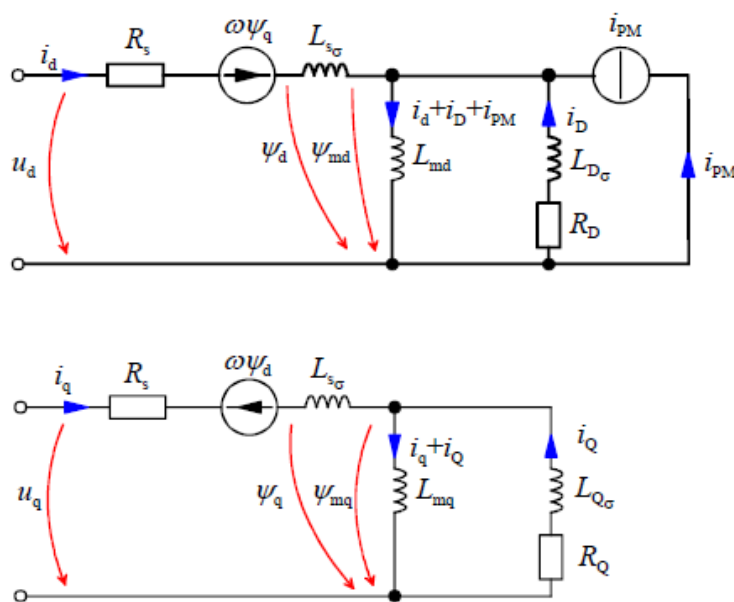 i_d R_s ωψ_q L_sσ i_PM
i_d+i_D+i_PM i_D
u_d ψ_d ψ_md L_md L_Dσ i_PM
R_D
i_q R_s ωψ_d L_sσ
i_q+i_Q i_Q
u_q ψ_q ψ_mq L_mq L_Qσ
R_Q